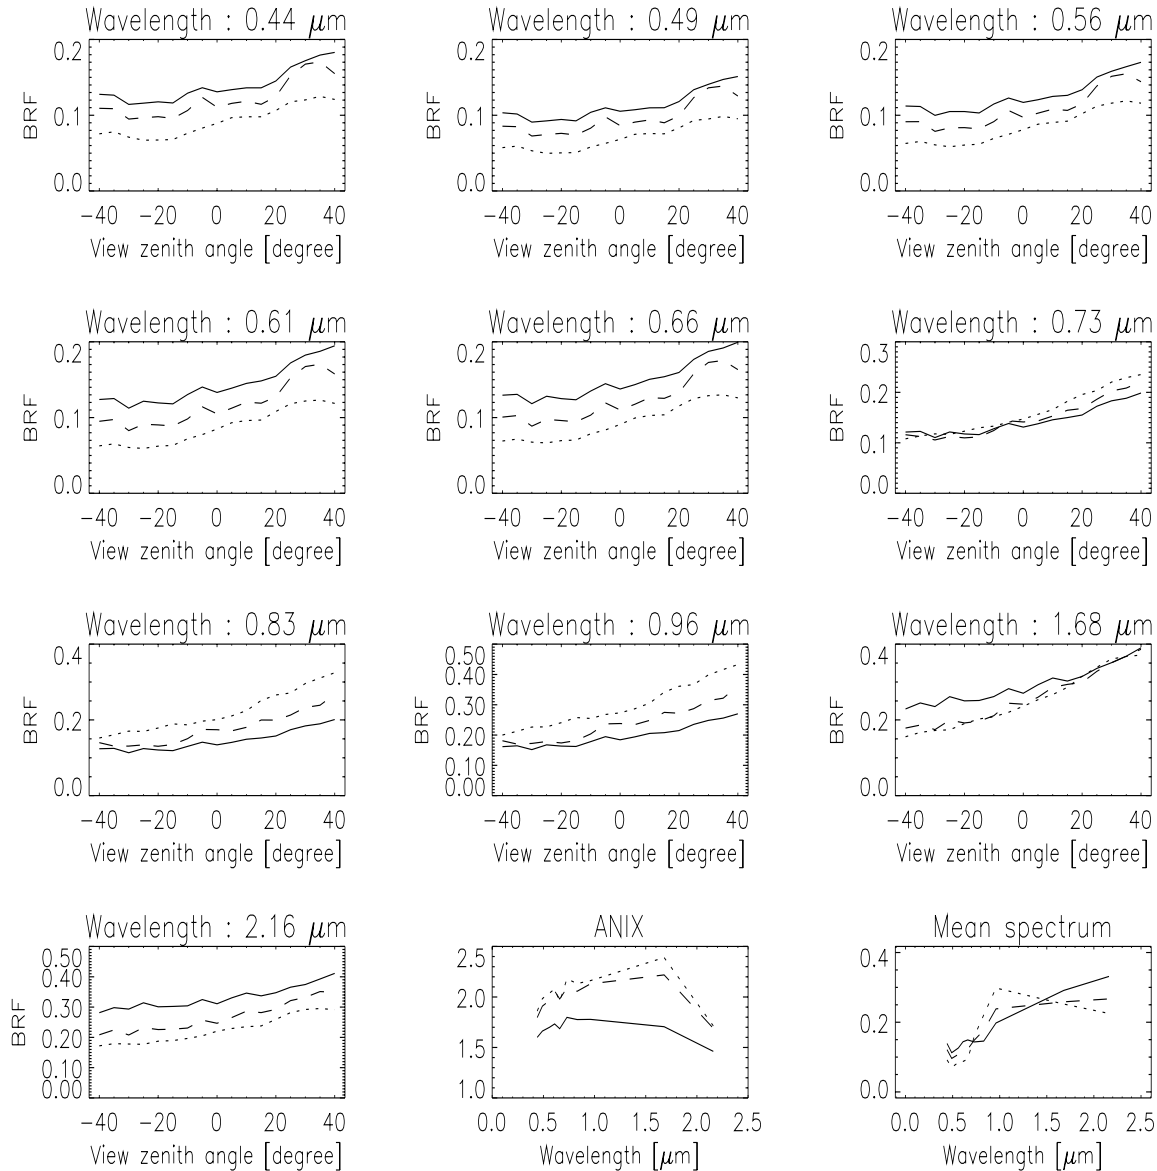 Wavelength : 0.44 μm
BRF
0.2
0.1
0.0
−40 −20 0 20 40
View zenith angle [degree]
Wavelength : 0.49 μm
BRF
0.2
0.1
0.0
−40 −20 0 20 40
View zenith angle [degree]
Wavelength : 0.56 μm
BRF
0.2
0.1
0.0
−40 −20 0 20 40
View zenith angle [degree]
Wavelength : 0.61 μm
BRF
0.2
0.1
0.0
−40 −20 0 20 40
View zenith angle [degree]
Wavelength : 0.66 μm
BRF
0.2
0.1
0.0
−40 −20 0 20 40
View zenith angle [degree]
Wavelength : 0.73 μm
BRF
0.3
0.2
0.1
0.0
−40 −20 0 20 40
View zenith angle [degree]
Wavelength : 0.83 μm
BRF
0.4
0.2
0.0
−40 −20 0 20 40
View zenith angle [degree]
Wavelength : 0.96 μm
BRF
0.50
0.40
0.30
0.20
0.10
0.00
−40 −20 0 20 40
View zenith angle [degree]
Wavelength : 1.68 μm
BRF
0.4
0.2
0.0
−40 −20 0 20 40
View zenith angle [degree]
Wavelength : 2.16 μm
BRF
0.50
0.40
0.30
0.20
0.10
0.00
−40 −20 0 20 40
View zenith angle [degree]
ANIX
2.5
2.0
1.5
1.0
0.0 0.5 1.0 1.5 2.0 2.5
Wavelength [μm]
Mean spectrum
BRF
0.4
0.2
0.0
0.0 0.5 1.0 1.5 2.0 2.5
Wavelength [μm]